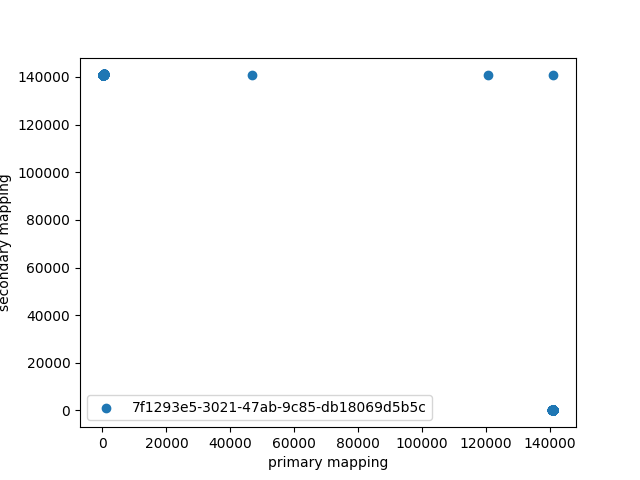 140000
120000
100000
80000
60000
40000
20000
0
secondary mapping
7f1293e5-3021-47ab-9c85-db18069d5b5c
0 20000 40000 60000 80000 100000 120000 140000
primary mapping